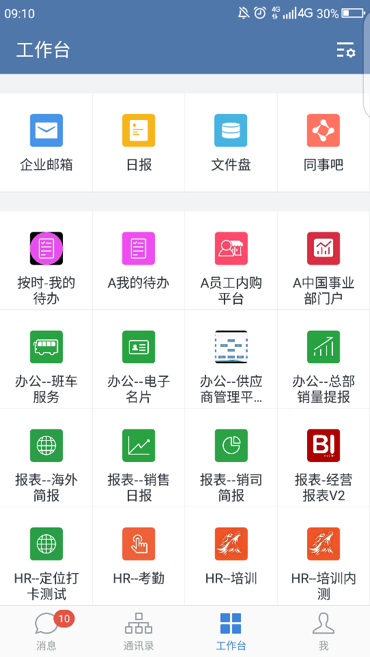 09:10
4G 4G 30%
工作台
企业邮箱 日报 文件盘 同事吧
按时-我的 A我的待办 A员工内购 A中国事业
待办 平台 部门户
办公--班车 办公--电子 办公--供应 办公--总部
服务 名片 商管理平... 销量提报
BI
报表--海外 报表--销售 报表--销司 报表-经营
简报 日报 简报 报表V2
HR--定位打 HR--考勤 HR--培训 HR--培训内
卡测试 测
10
消息 通讯录 工作台 我